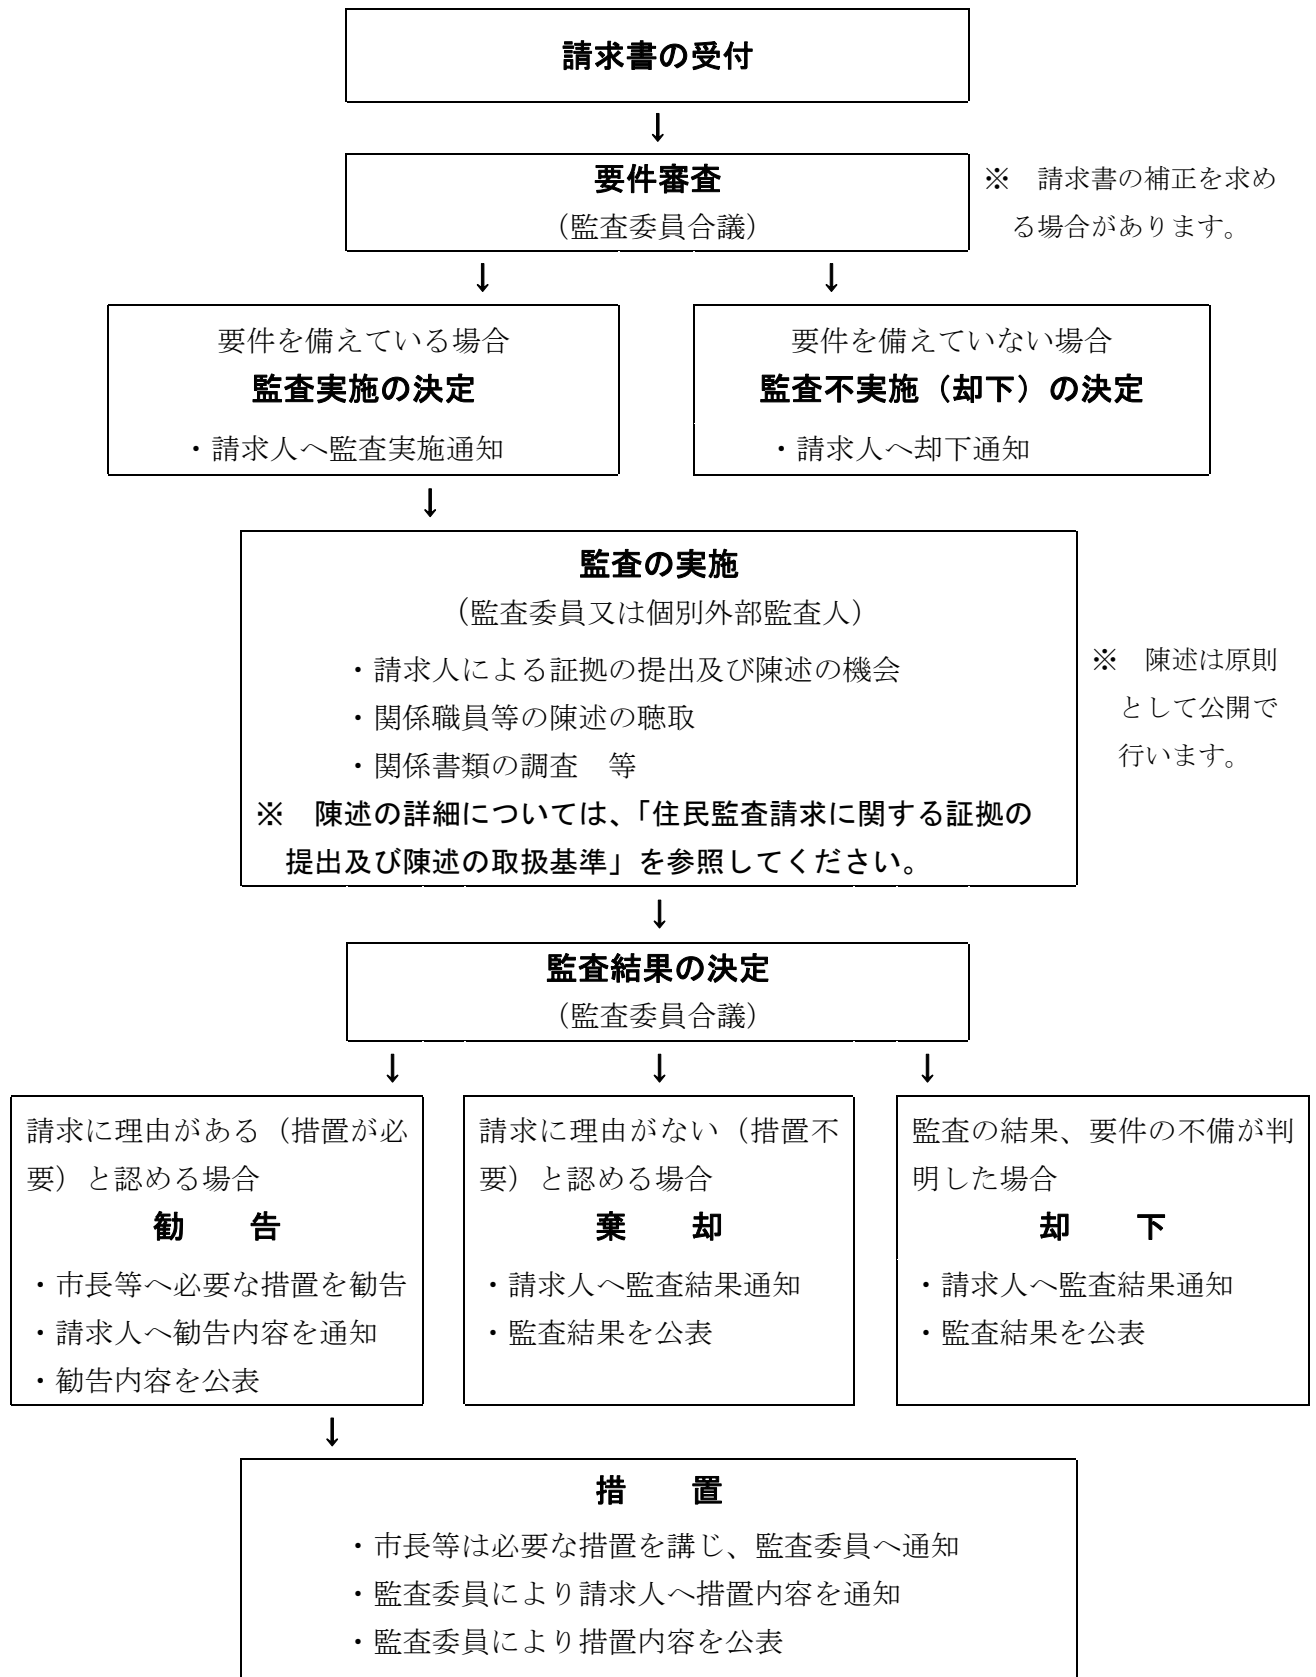 請求書の受付
↓
要件審査
（監査委員合議）
※　請求書の補正を求め
る場合があります。
↓
↓
要件を備えている場合
監査実施の決定
・請求人へ監査実施通知
要件を備えていない場合
監査不実施（却下）の決定
・請求人へ却下通知
↓
監査の実施
（監査委員又は個別外部監査人）
・請求人による証拠の提出及び陳述の機会
・関係職員等の陳述の聴取
・関係書類の調査　等
※　陳述の詳細については、「住民監査請求に関する証拠の
提出及び陳述の取扱基準」を参照してください。
※　陳述は原則
として公開で
行います。
↓
監査結果の決定
（監査委員合議）
↓
↓
↓
請求に理由がある（措置が必
要）と認める場合
勧　　告
・市長等へ必要な措置を勧告
・請求人へ勧告内容を通知
・勧告内容を公表
請求に理由がない（措置不
要）と認める場合
棄　　却
・請求人へ監査結果通知
・監査結果を公表
監査の結果、要件の不備が判
明した場合
却　　下
・請求人へ監査結果通知
・監査結果を公表
↓
措　　置
・市長等は必要な措置を講じ、監査委員へ通知
・監査委員により請求人へ措置内容を通知
・監査委員により措置内容を公表